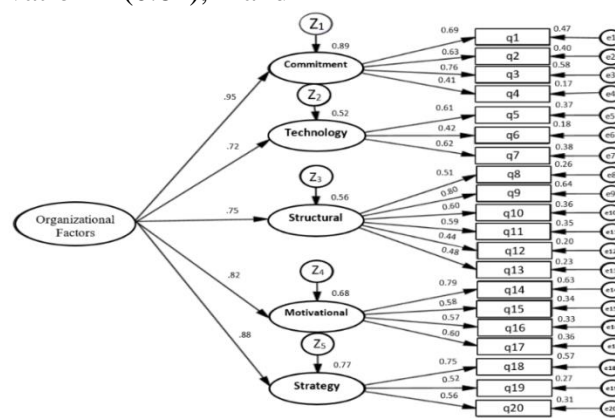 Z1
0.89
Commitment
0.69
0.63
0.76
0.41
q1
q2
q3
q4
0.47
0.40
0.58
0.17
e1
e2
e3
e4
.95
Z2
0.52
Technology
0.61
0.42
0.62
q5
q6
q7
0.37
0.18
0.38
e5
e6
e7
.72
Z3
0.56
Structural
0.51
0.80
0.60
0.59
0.44
0.48
q8
q9
q10
q11
q12
q13
0.26
0.64
0.36
0.35
0.20
0.23
e8
e9
.75
Organizational
Factors
Z4
0.68
Motivational
0.79
0.58
0.57
0.60
q14
q15
q16
q17
0.63
0.34
0.33
0.36
.82
Z5
0.77
Strategy
0.75
0.52
0.56
q18
q19
q20
0.57
0.27
0.31
.88